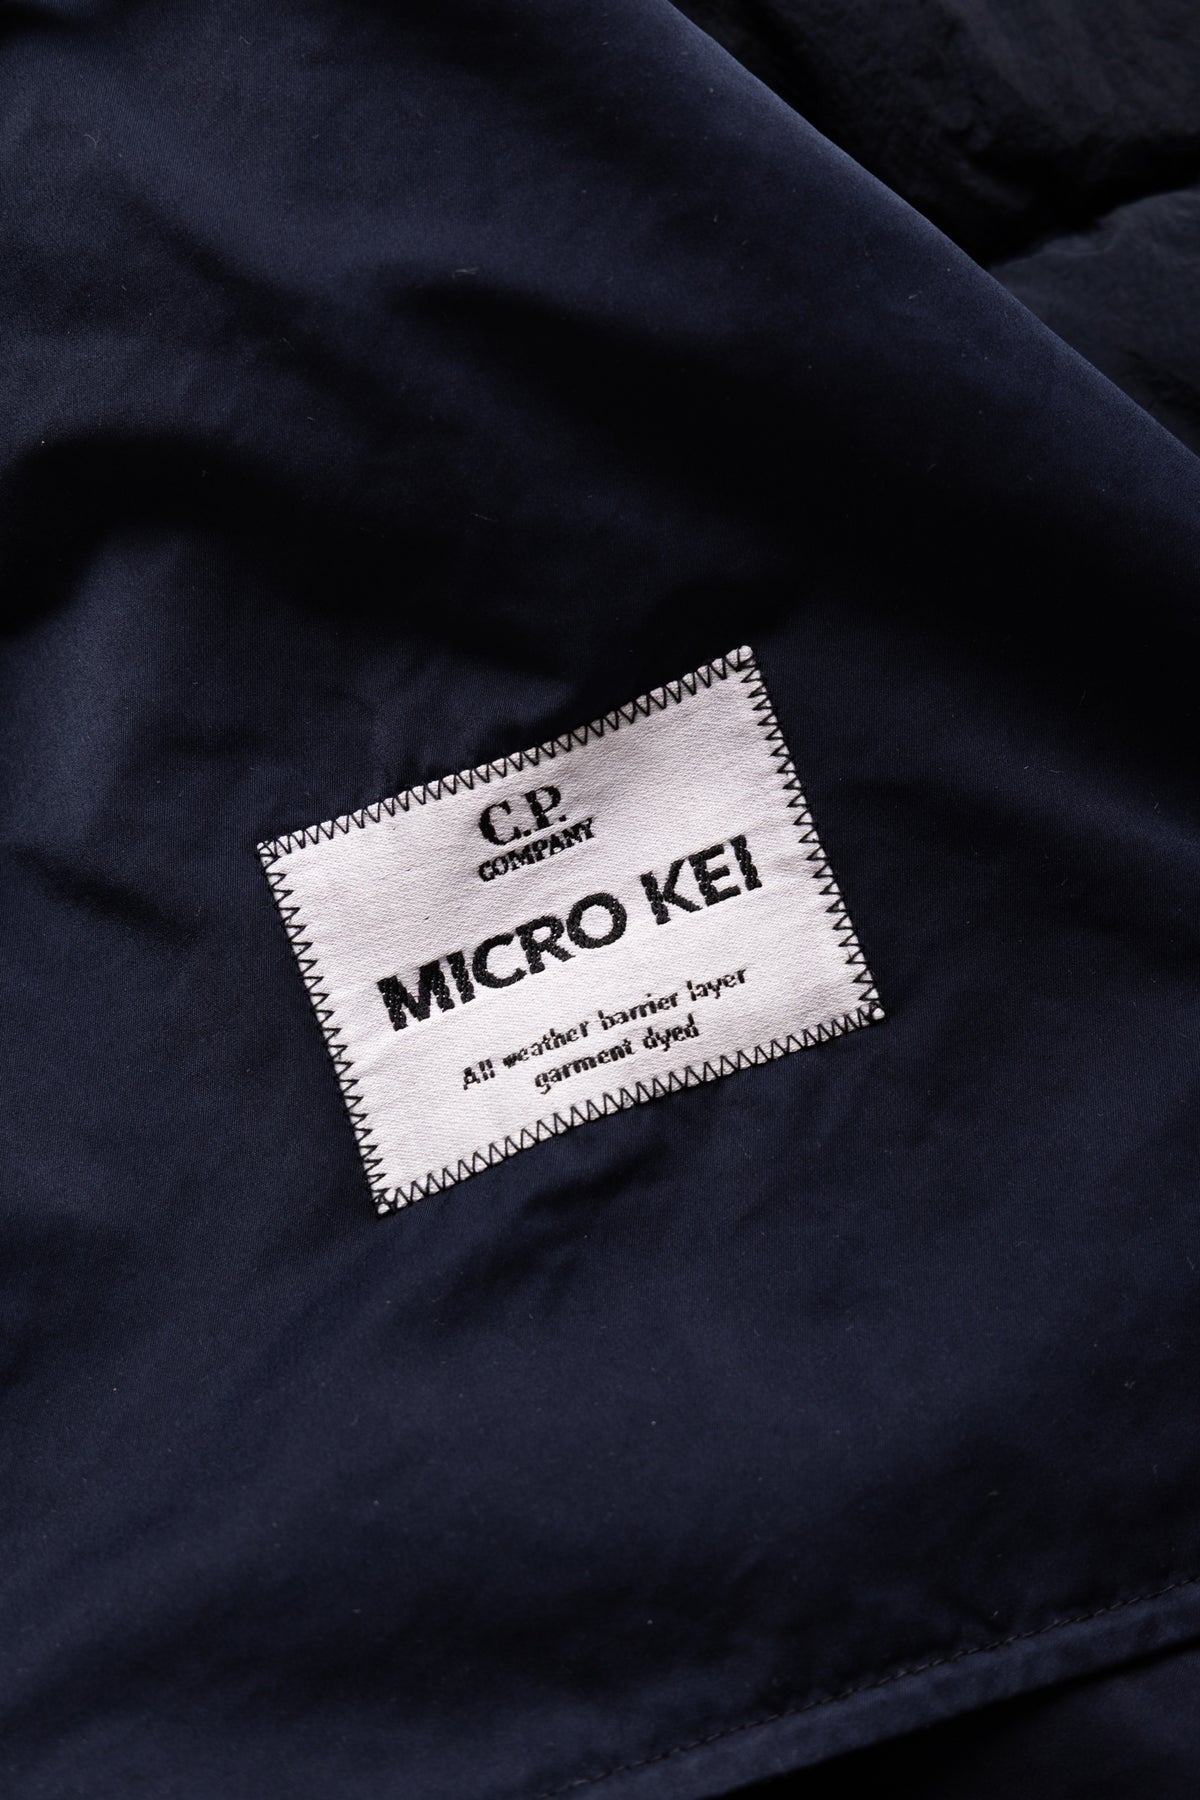 C.P.
COMPANY
MICRO KEI
All weather barrier layer
garment dyed